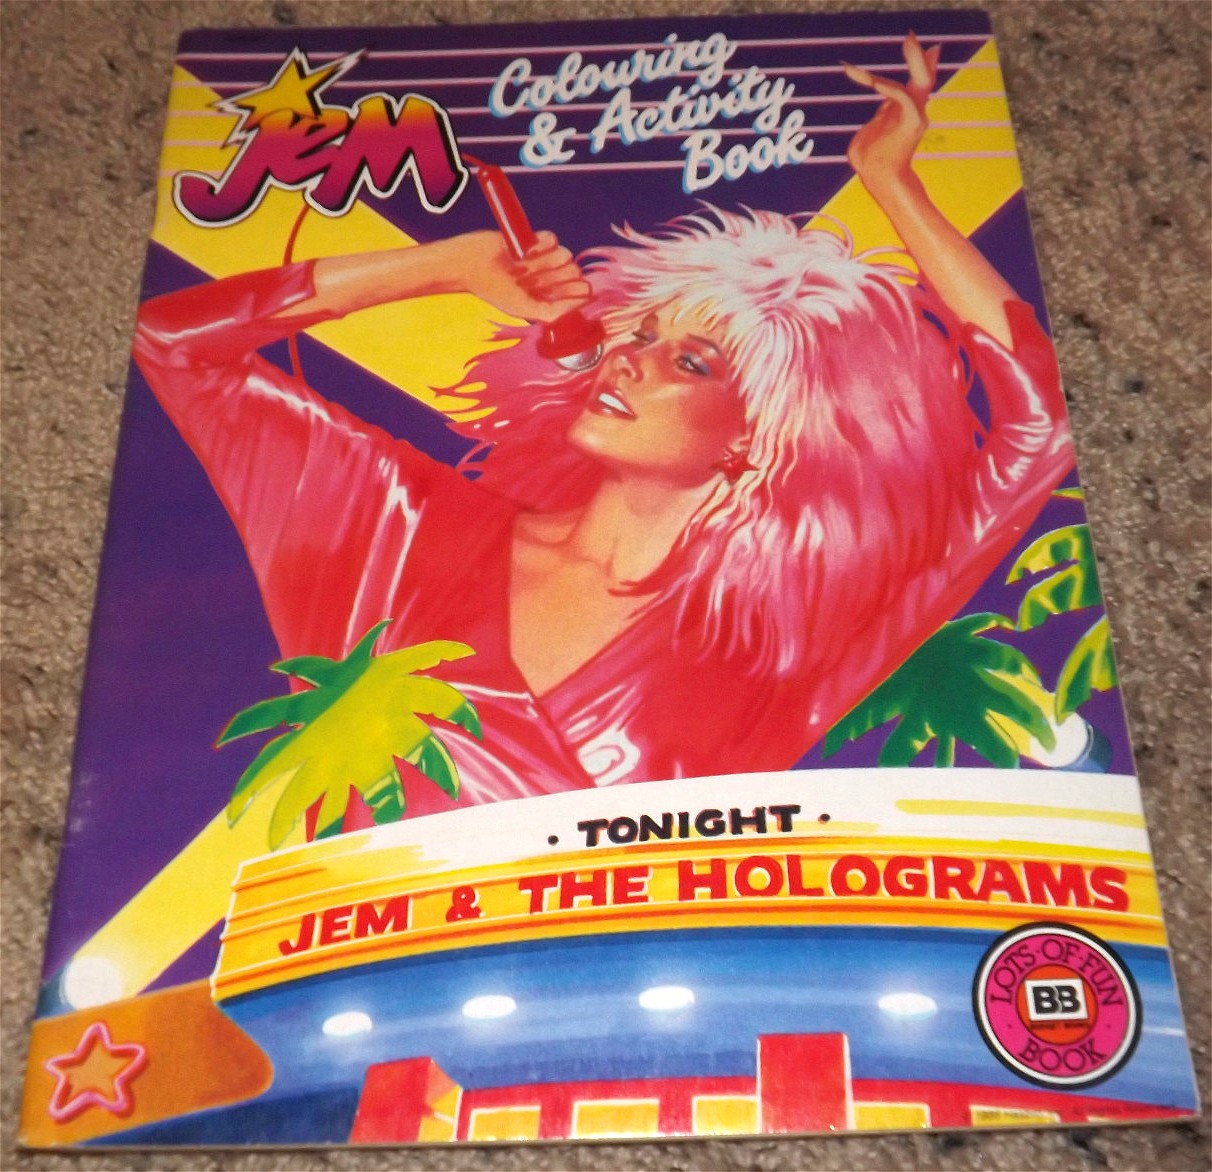 Jem
Colouring
& Activity
Book
· TONIGHT ·
JEM & THE HOLOGRAMS
LOTS·OF·FUN
BB
· BOOK ·